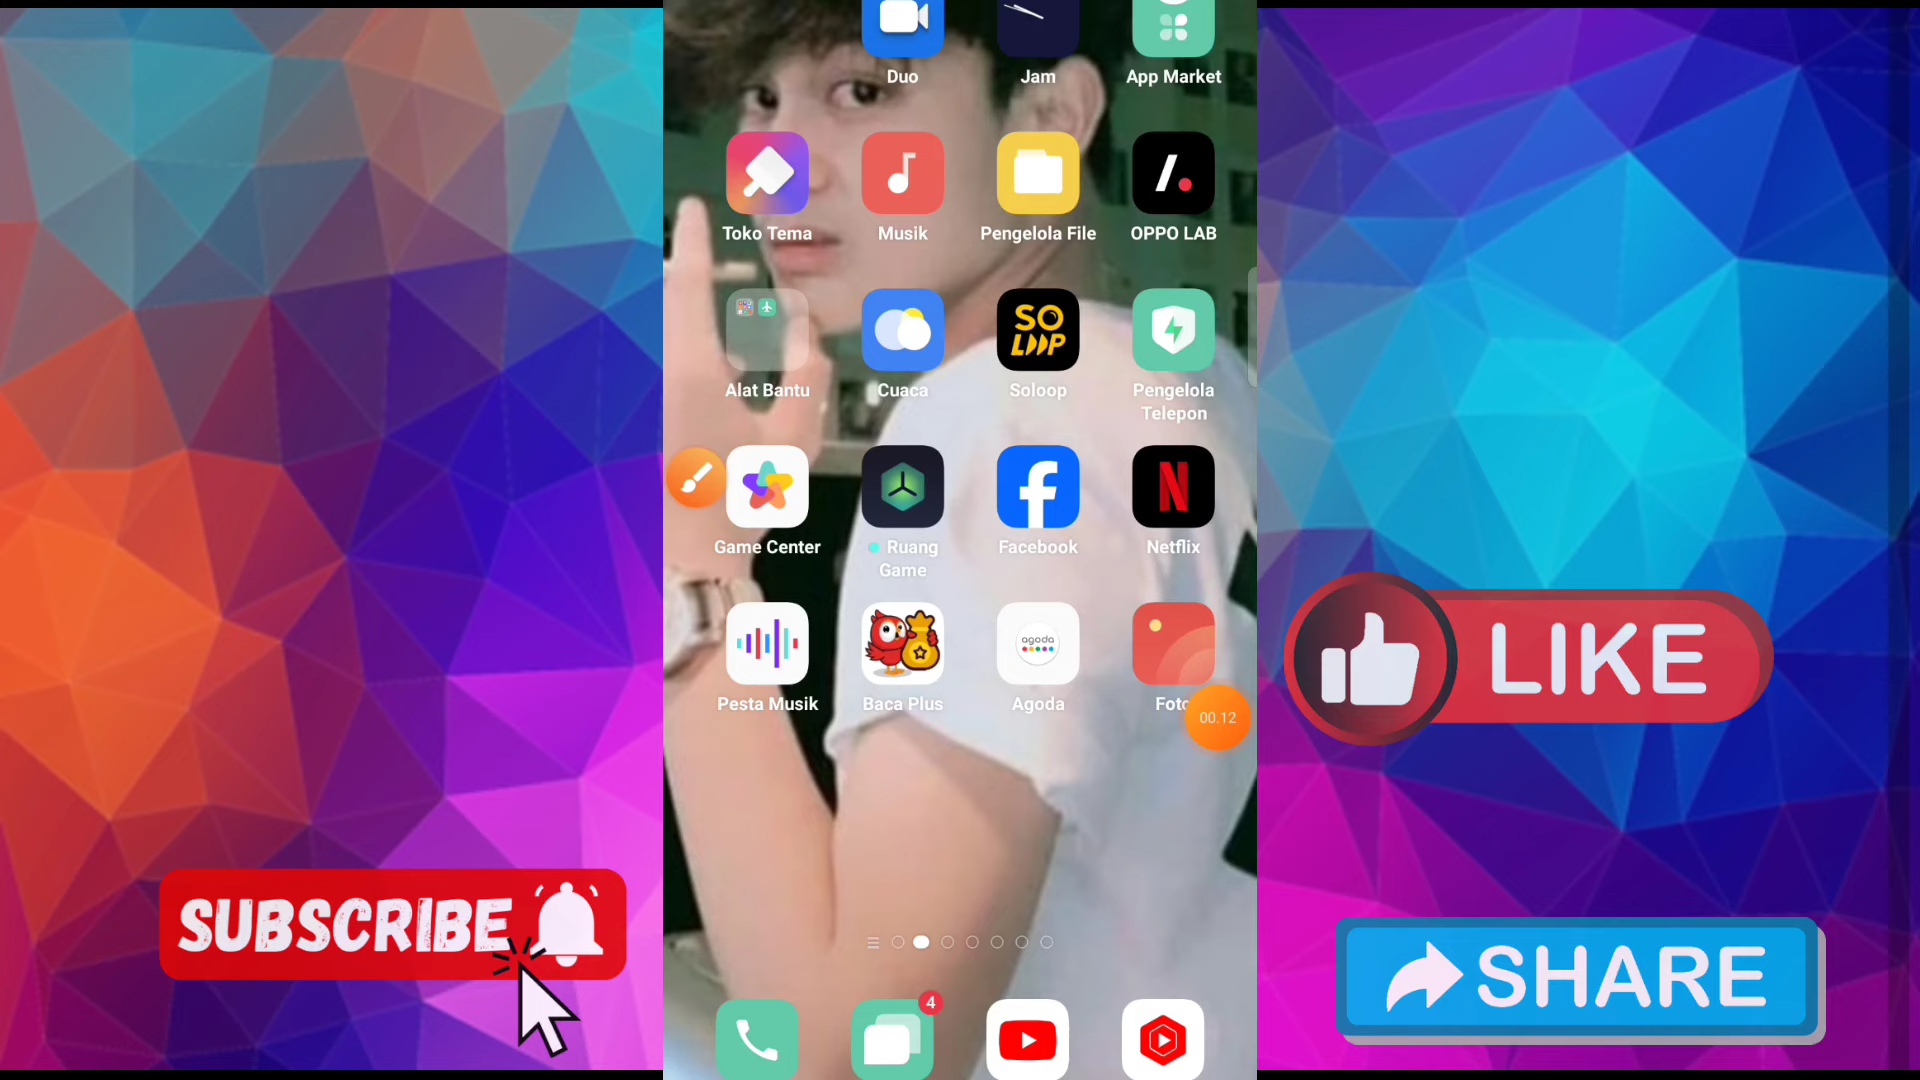 Duo
Jam
App Market
Toko Tema
Musik
Pengelola File
OPPO LAB
SO
LOOP
Alat Bantu
Cuaca
Soloop
Pengelola
Telepon
N
Game Center
Ruang
Game
Facebook
Netflix
agoda
Pesta Musik
Baca Plus
Agoda
Foto
00.12
LIKE
SUBSCRIBE
SHARE
4